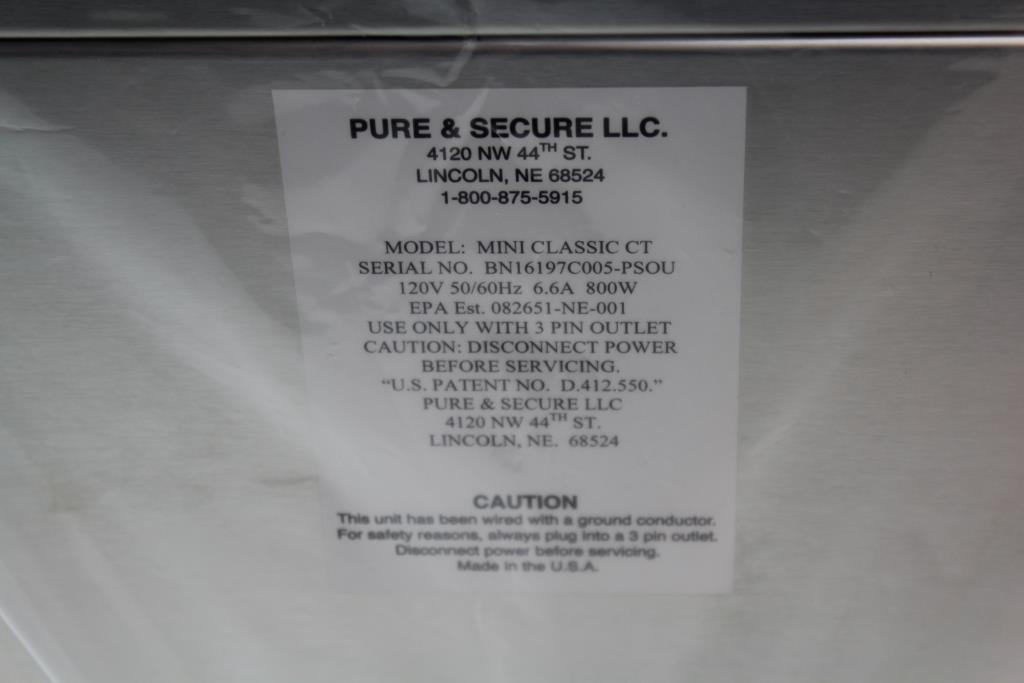 PURE & SECURE LLC.
4120 NW 44TH ST.
LINCOLN, NE 68524
1-800-875-5915
MODEL: MINI CLASSIC CT
SERIAL NO. BN16197C005-PSOU
120V 50/60Hz 6.6A 800W
EPA Est. 082651-NE-001
USE ONLY WITH 3 PIN OUTLET
CAUTION: DISCONNECT POWER
BEFORE SERVICING.
“U.S. PATENT NO. D.412.550.”
PURE & SECURE LLC
4120 NW 44TH ST.
LINCOLN, NE. 68524
CAUTION
This unit has been wired with a ground conductor.
For safety reasons, always plug into a 3 pin outlet.
Disconnect power before servicing.
Made in the U.S.A.